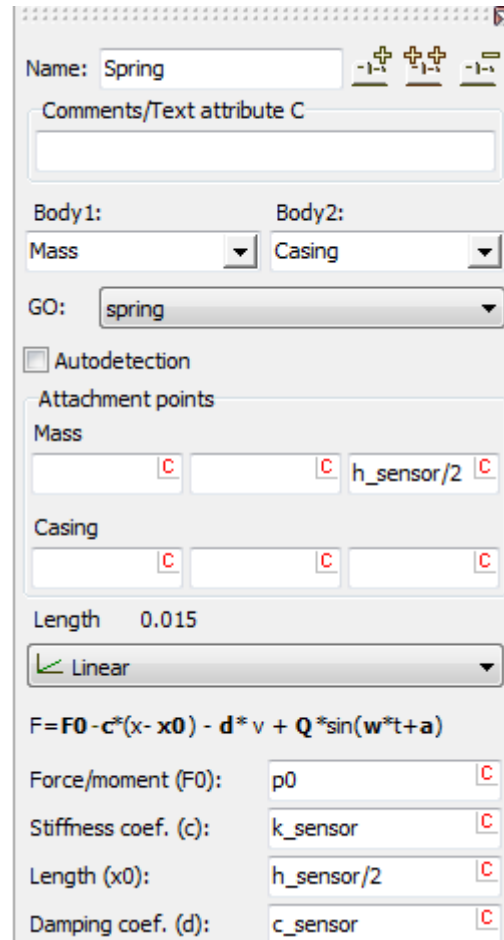 Name: Spring
Comments/Text attribute C
Body1: Body2:
Mass Casing
GO: spring
Autodetection
Attachment points
Mass
C C h_sensor/2 C
Casing
C C C
Length 0.015
Linear
F=F0-c*(x-x0) - d* v + Q*sin(w*t+a)
Force/moment (F0): p0 C
Stiffness coef. (c): k_sensor C
Length (x0): h_sensor/2 C
Damping coef. (d): c_sensor C